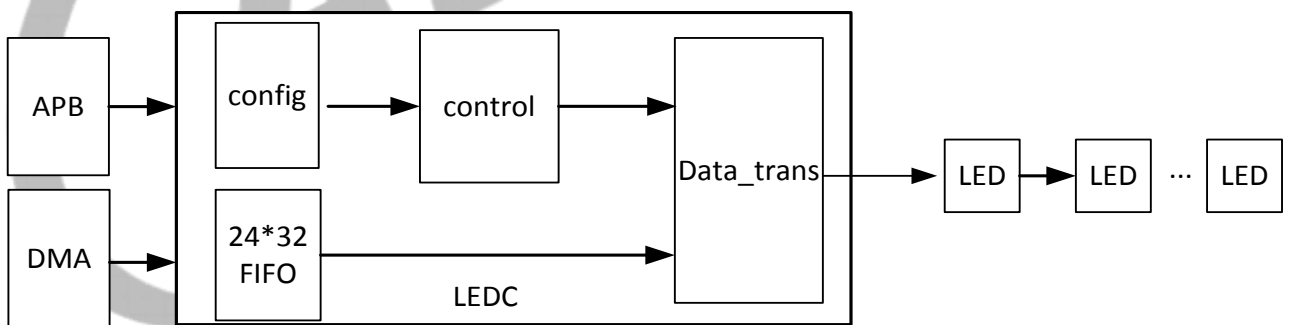 APB
config
control
Data_trans
LED
LED
...
LED
DMA
24*32
FIFO
LEDC